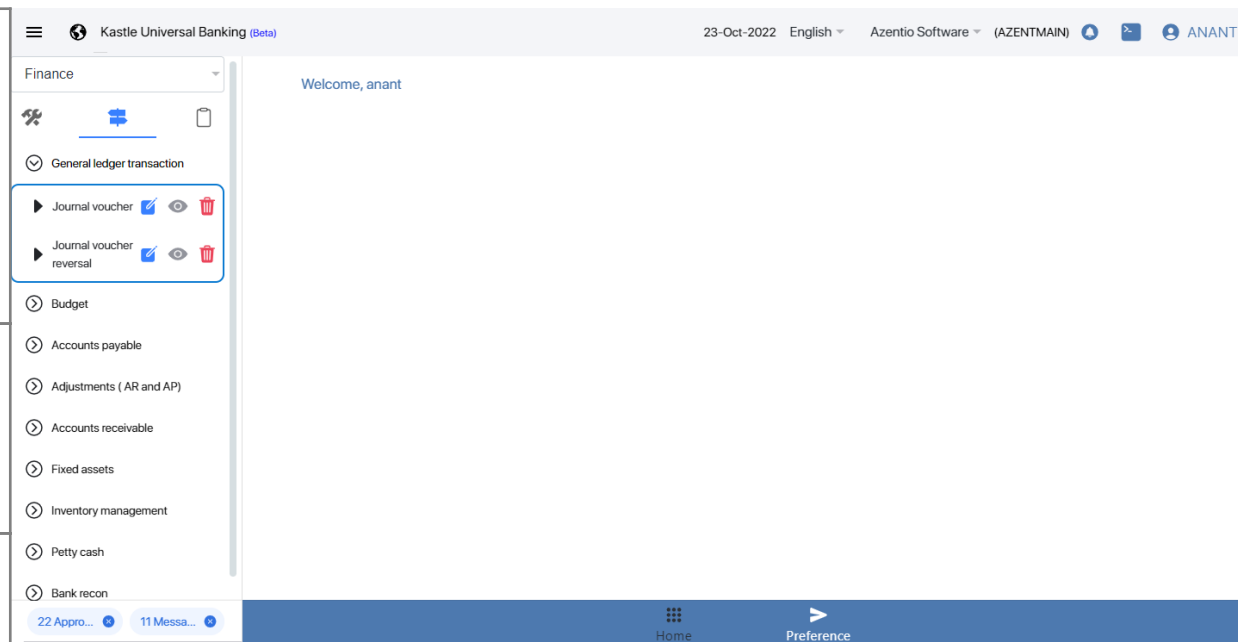 Kastle Universal Banking (Beta)
23-Oct-2022 English Azentio Software (AZENTMAIN) ANANT
Finance
Welcome, anant
General ledger transaction
Journal voucher
Journal voucher
reversal
Budget
Accounts payable
Adjustments ( AR and AP)
Accounts receivable
Fixed assets
Inventory management
Petty cash
Bank recon
22 Appro... 11 Messa...
Home Preference